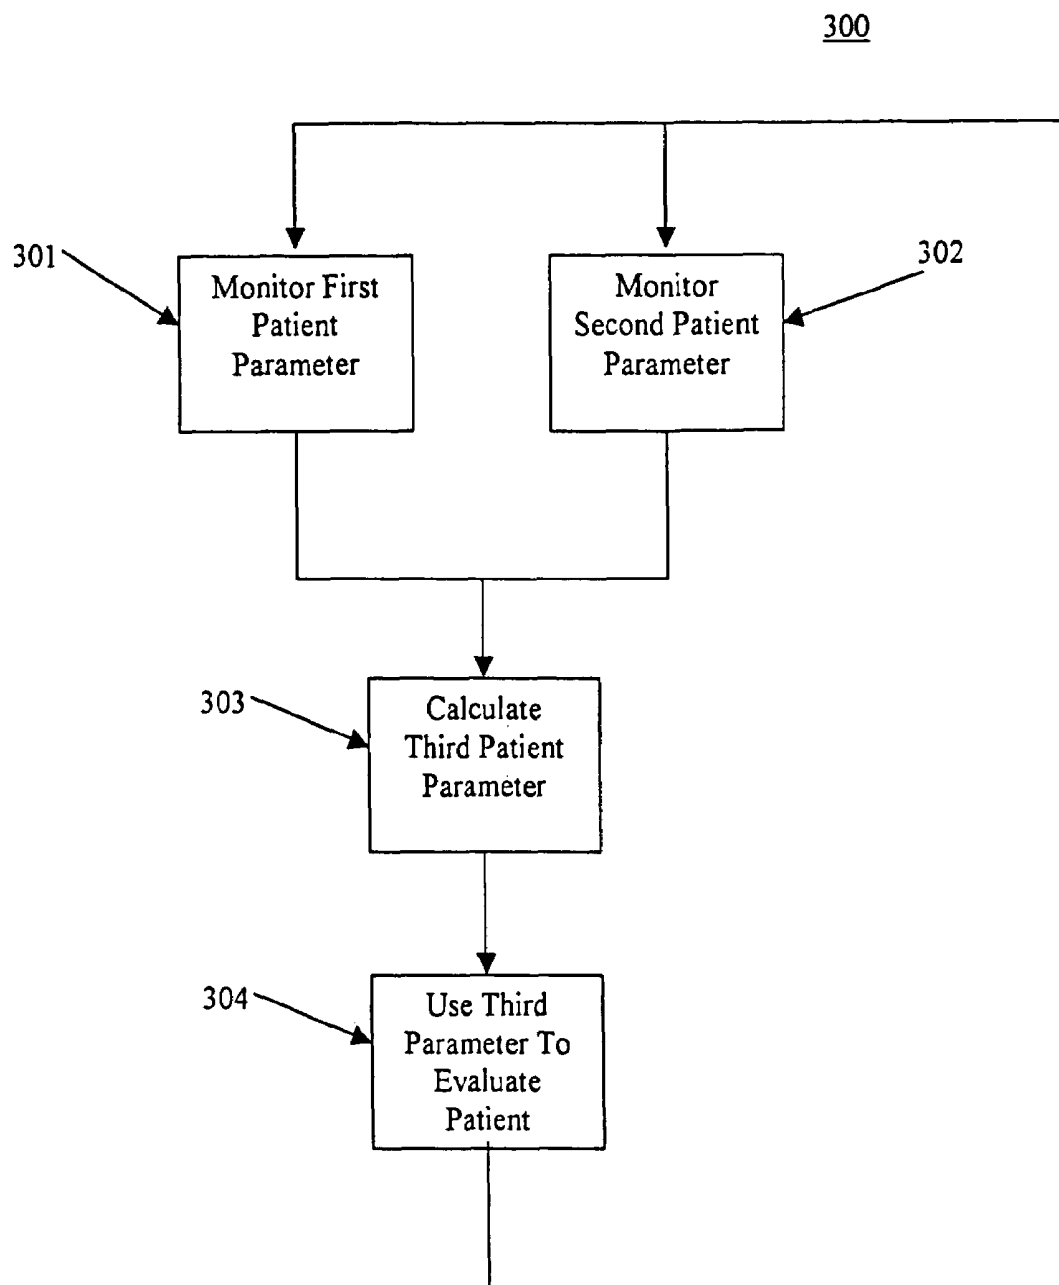 300
301
Monitor First
Patient
Parameter
302
Monitor
Second Patient
Parameter
303
Calculate
Third Patient
Parameter
304
Use Third
Parameter To
Evaluate
Patient